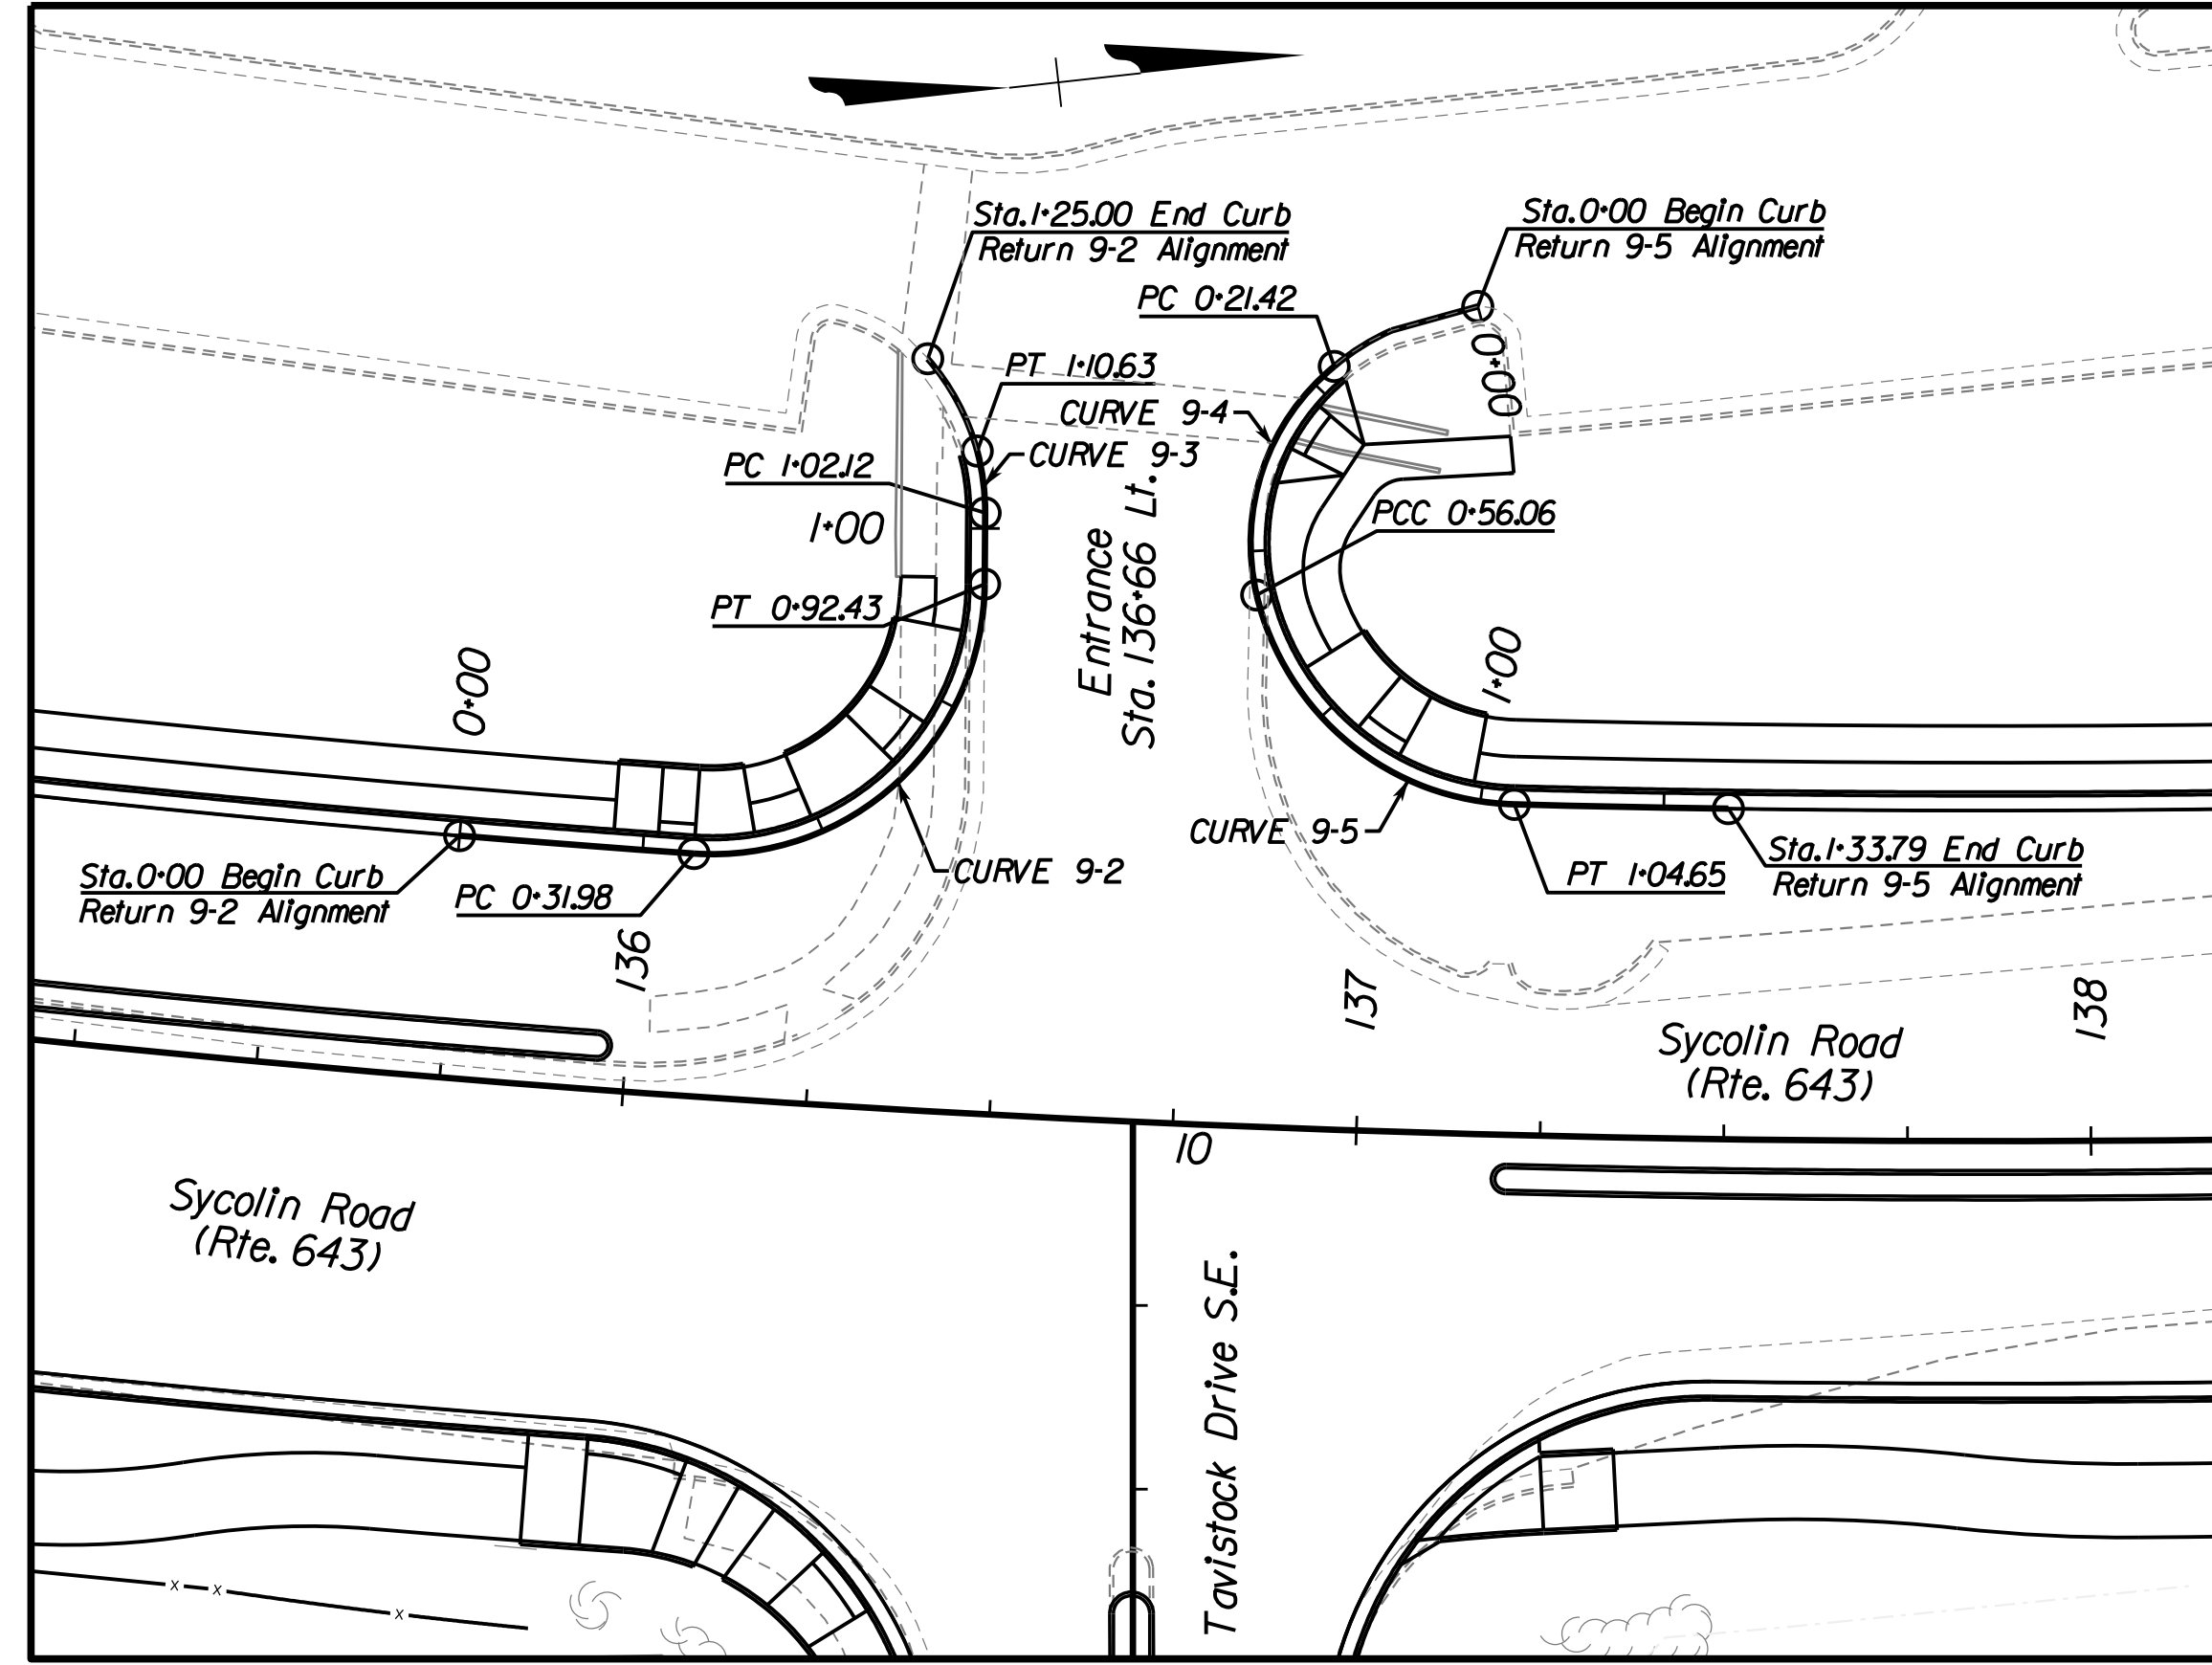 Sta. 1+25.00 End Curb
Return 9-2 Alignment
Sta. 0+00 Begin Curb
Return 9-5 Alignment
PC 0+21.42
0+00
PT 1+10.63
CURVE 9-4
CURVE 9-3
PC 1+02.12
1+00
PCC 0+56.06
Entrance
Sta. 136+66 Lt.
PT 0+92.43
0+00
1+00
CURVE 9-5
Sta. 1+33.79 End Curb
Return 9-5 Alignment
PT 1+04.65
Sta. 0+00 Begin Curb
Return 9-2 Alignment
PC 0+31.98
CURVE 9-2
136
137
138
Sycolin Road
(Rte. 643)
10
Sycolin Road
(Rte. 643)
Tavistock Drive S.E.
x x
x